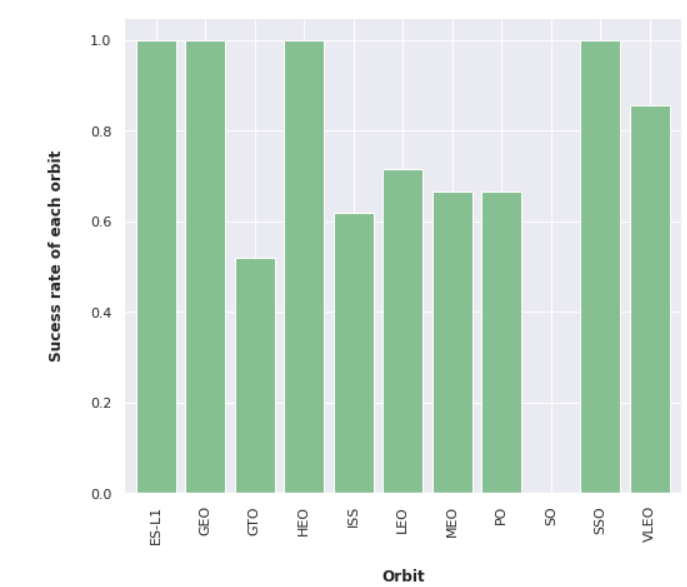 1.0
0.8
0.6
0.4
0.2
0.0
Sucess rate of each orbit
ES-L1
GEO
GTO
HEO
ISS
LEO
MEO
PO
SO
SSO
VLEO
Orbit